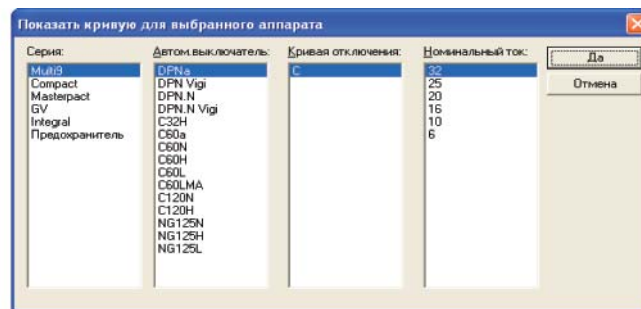 Показать кривую для выбранного аппарата
Серия:
Multi9
Compact
Masterpact
GV
Integral
Предохранитель
Автом.выключатель:
DPNa
DPN Vigi
DPN.N
DPN.N Vigi
C32H
C60a
C60N
C60H
C60L
C60LMA
C120N
C120H
NG125N
NG125H
NG125L
Кривая отключения:
C
Номинальный ток:
32
25
20
16
10
6
Да
Отмена